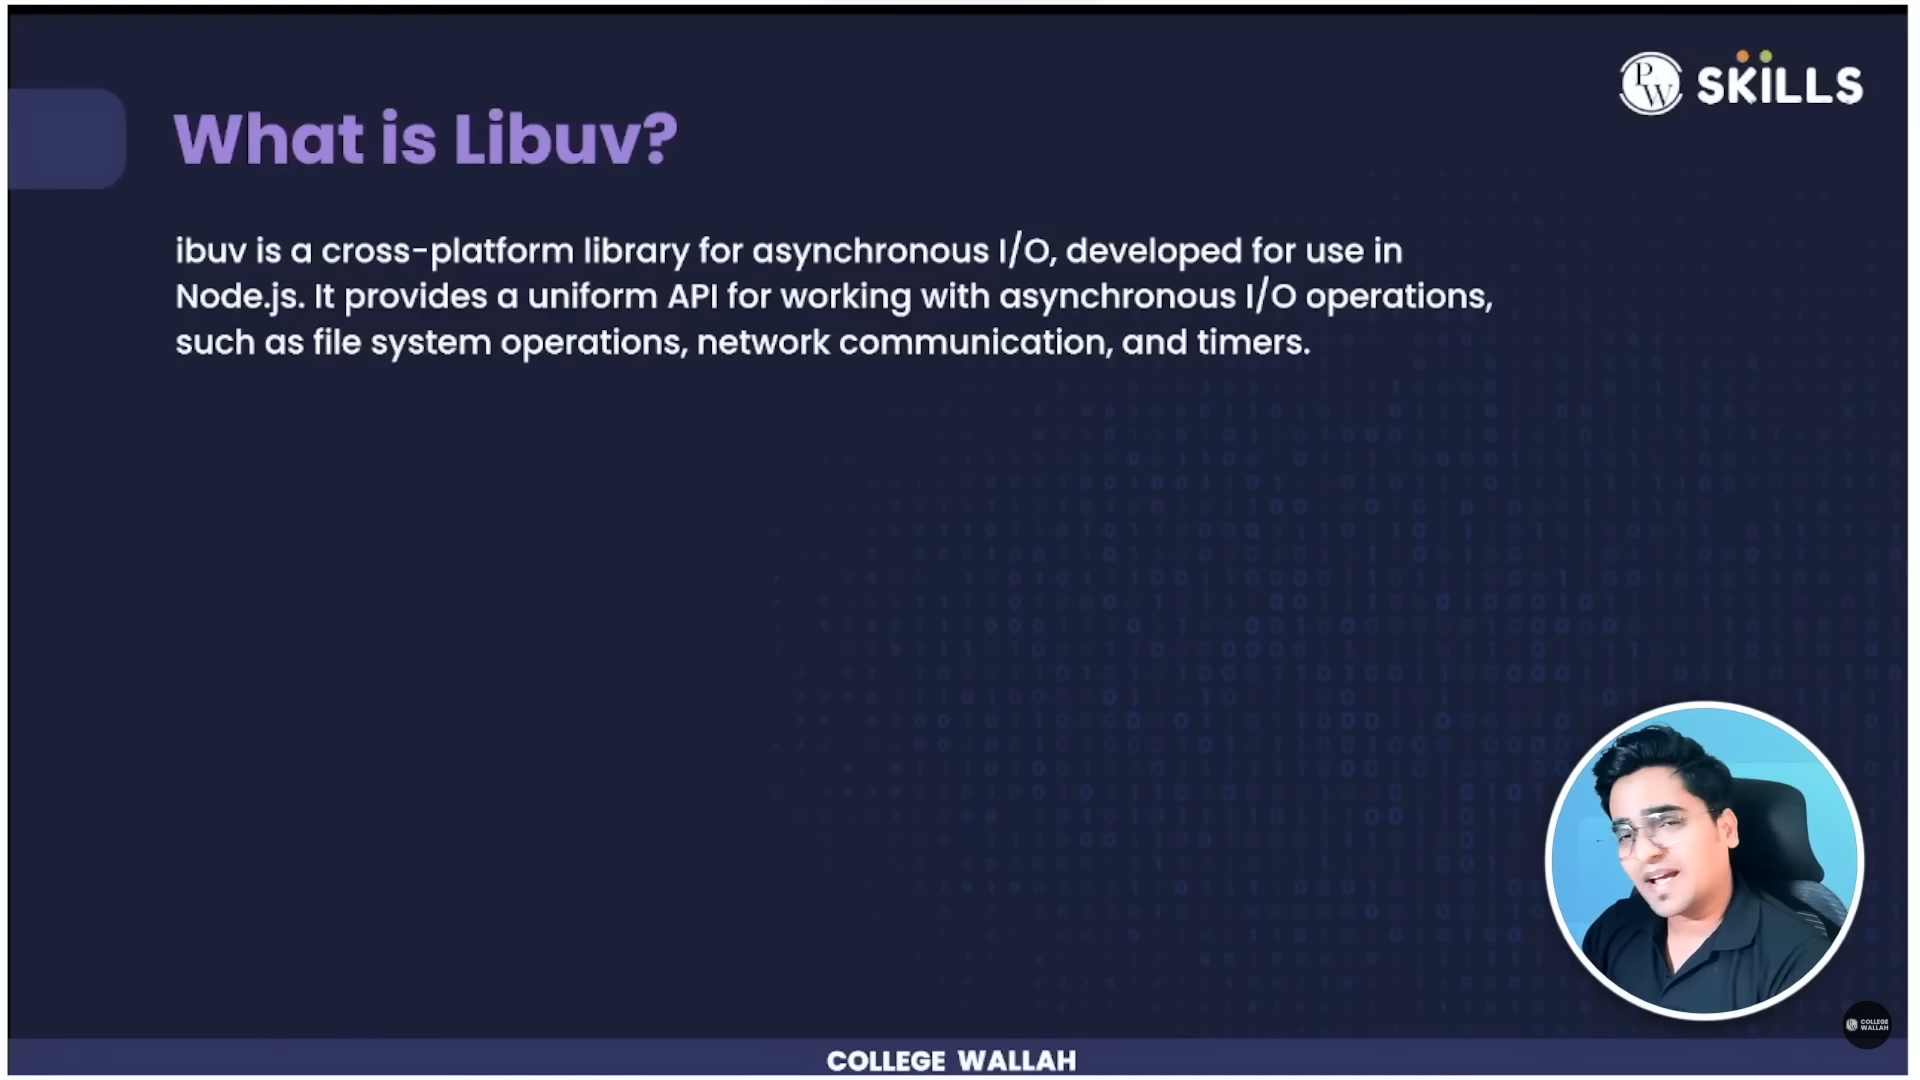 PW SKILLS
What is Libuv?
ibuv is a cross-platform library for asynchronous I/O, developed for use in
Node.js. It provides a uniform API for working with asynchronous I/O operations,
such as file system operations, network communication, and timers.
COLLEGE
WALLAH
COLLEGE WALLAH